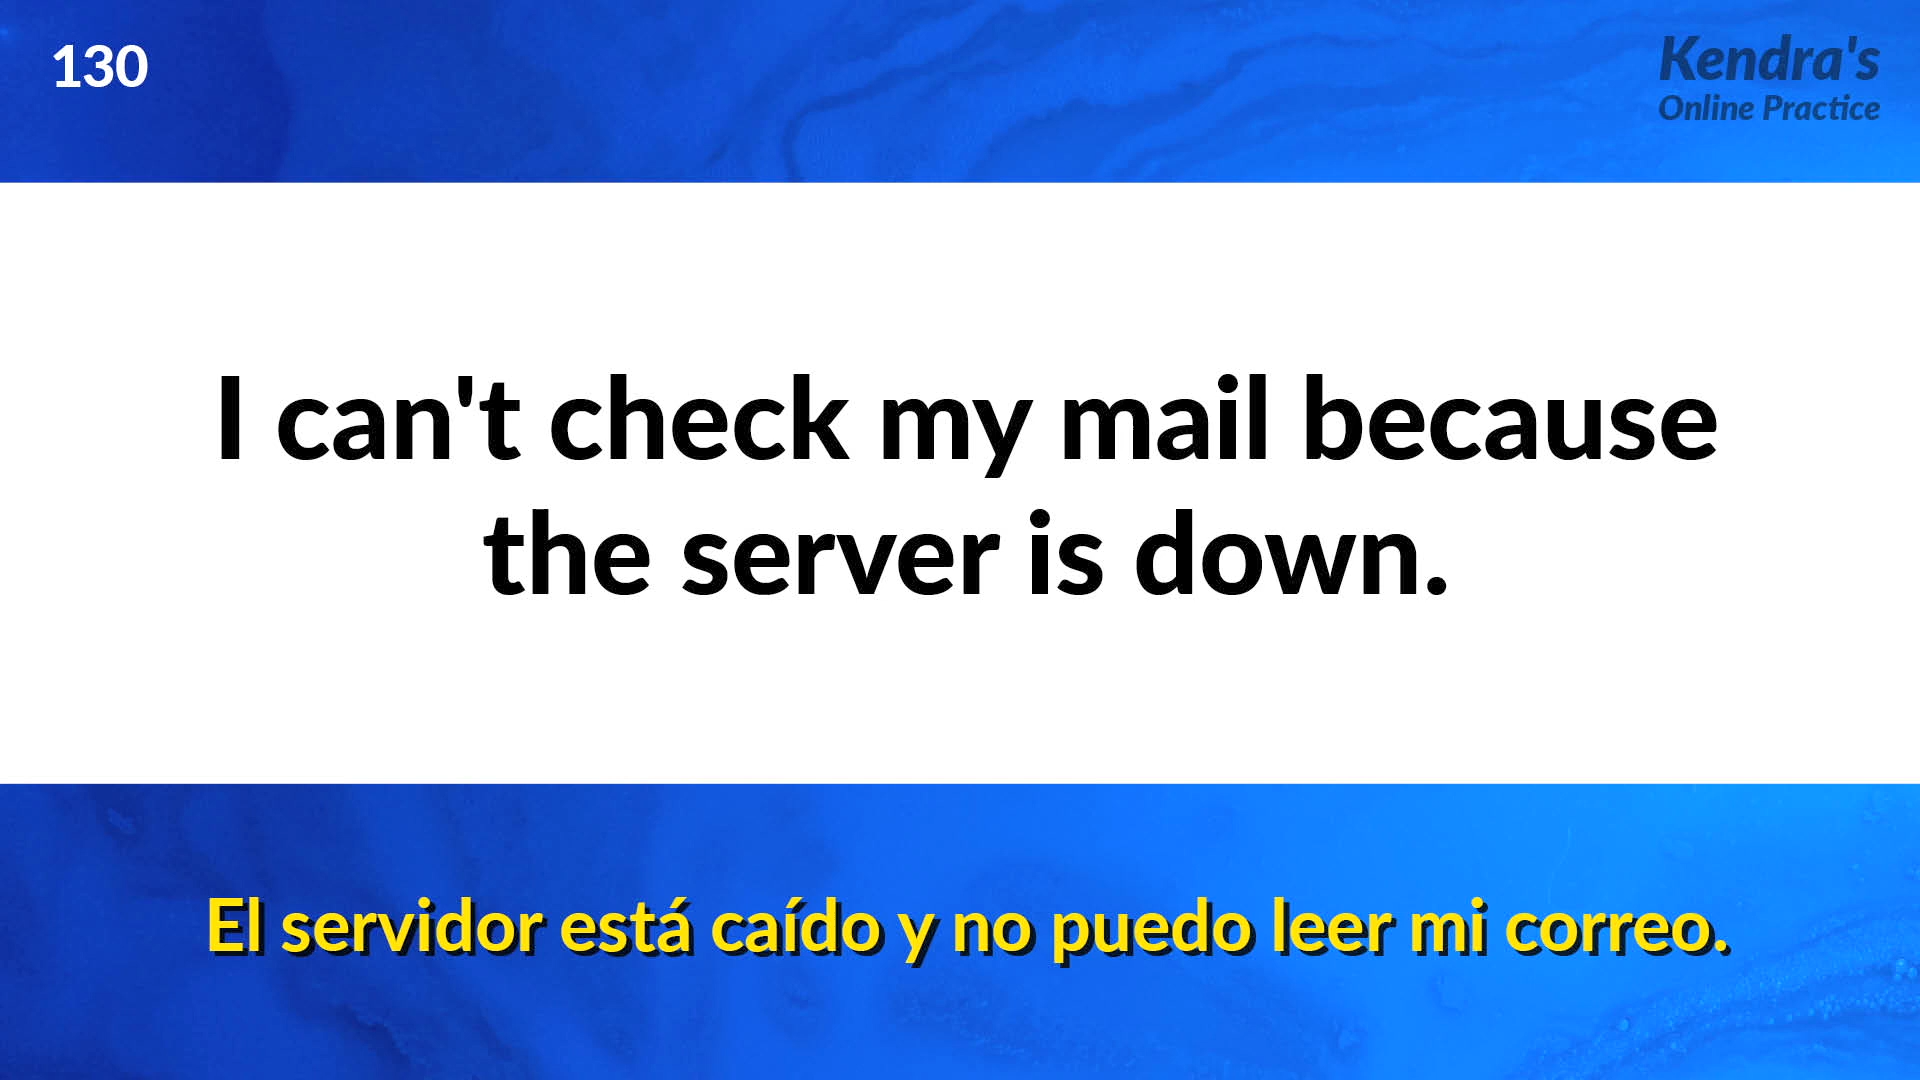 130
Kendra's
Online Practice
I can't check my mail because
the server is down.
El servidor está caído y no puedo leer mi correo.